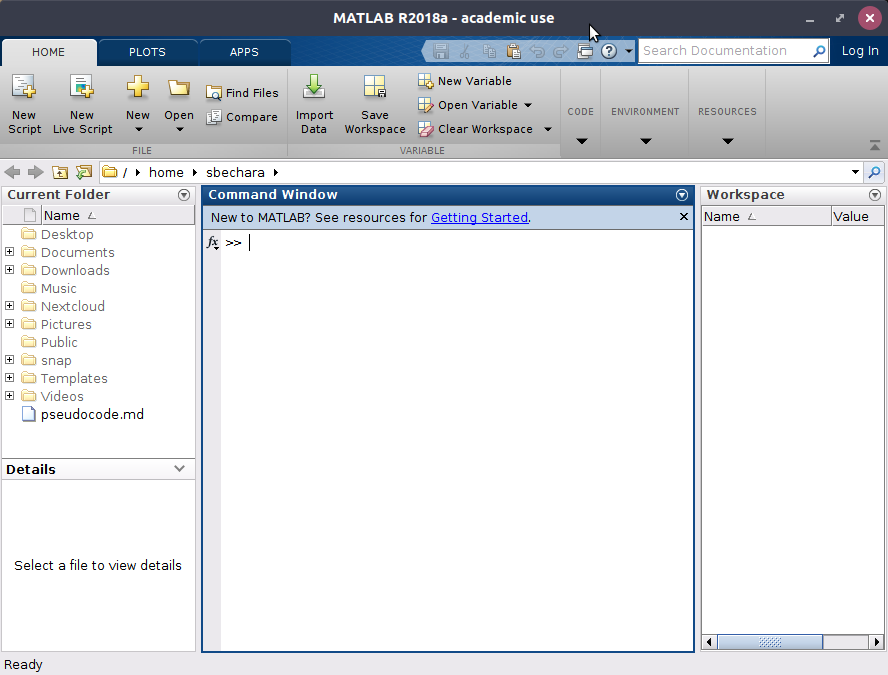 MATLAB R2018a - academic use
HOME PLOTS APPS
Search Documentation
Log In
New Script
New Live Script
New
Open
Find Files
Compare
FILE
Import Data
Save Workspace
New Variable
Open Variable
Clear Workspace
VARIABLE
CODE
ENVIRONMENT
RESOURCES
/ home sbechara
Current Folder
Name
Desktop
Documents
Downloads
Music
Nextcloud
Pictures
Public
snap
Templates
Videos
pseudocode.md
Details
Select a file to view details
Command Window
New to MATLAB? See resources for Getting Started.
fx >>
Workspace
Name Value
Ready